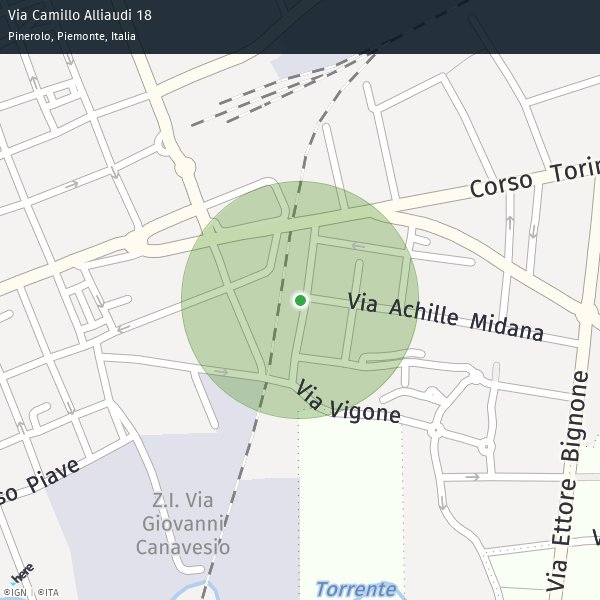 Via Camillo Alliaudi 18
Pinerolo, Piemonte, Italia
Corso Torin
Via Achille Midana
Via Vigone
so Piave
Z.I. Via
Giovanni
Canavesio
Via Ettore Bignone
V
Torrente
here
©IGN | ©ITA